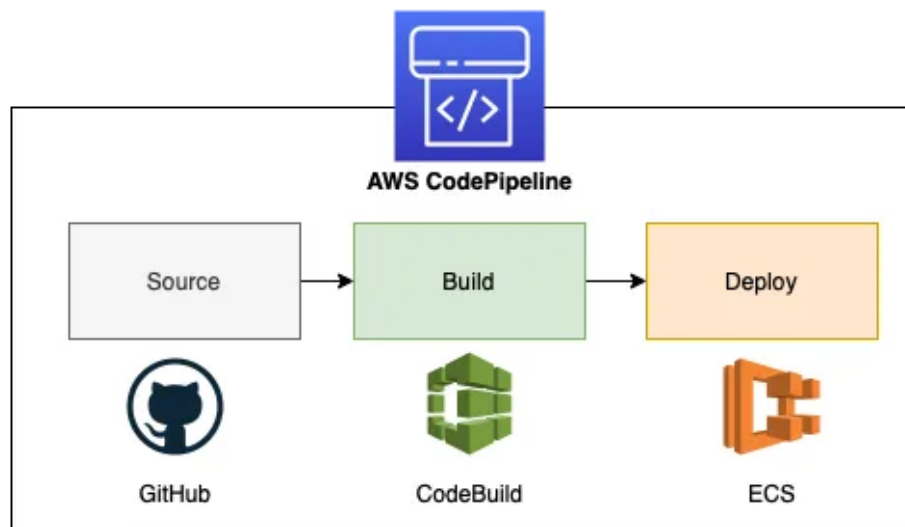 </>
AWS CodePipeline
Source
Build
Deploy
GitHub
CodeBuild
ECS